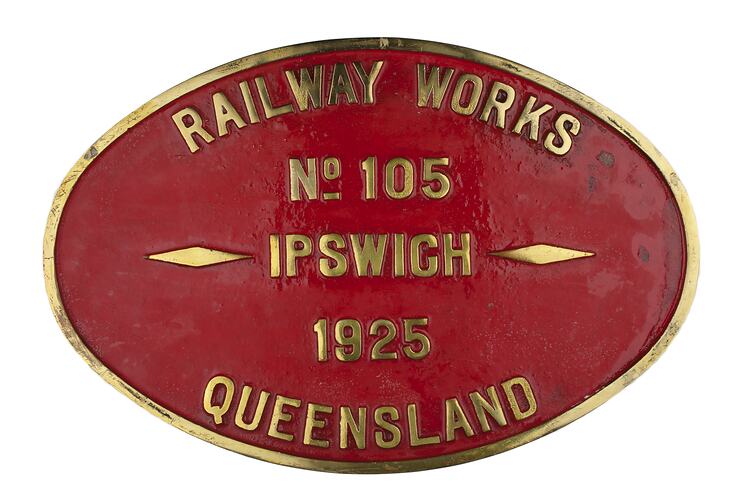 RAILWAY WORKS
Nº 105
IPSWICH
1925
QUEENSLAND